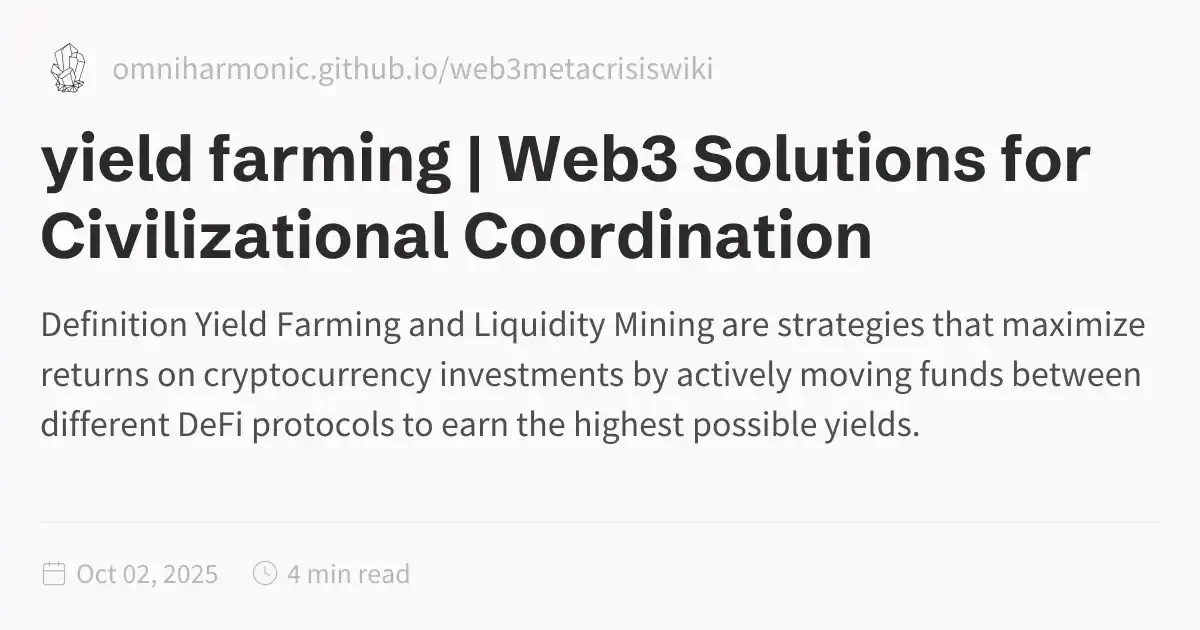 omniharmonic.github.io/web3metacrisiswiki
yield farming | Web3 Solutions for
Civilizational Coordination
Definition Yield Farming and Liquidity Mining are strategies that maximize
returns on cryptocurrency investments by actively moving funds between
different DeFi protocols to earn the highest possible yields.
Oct 02, 2025 4 min read